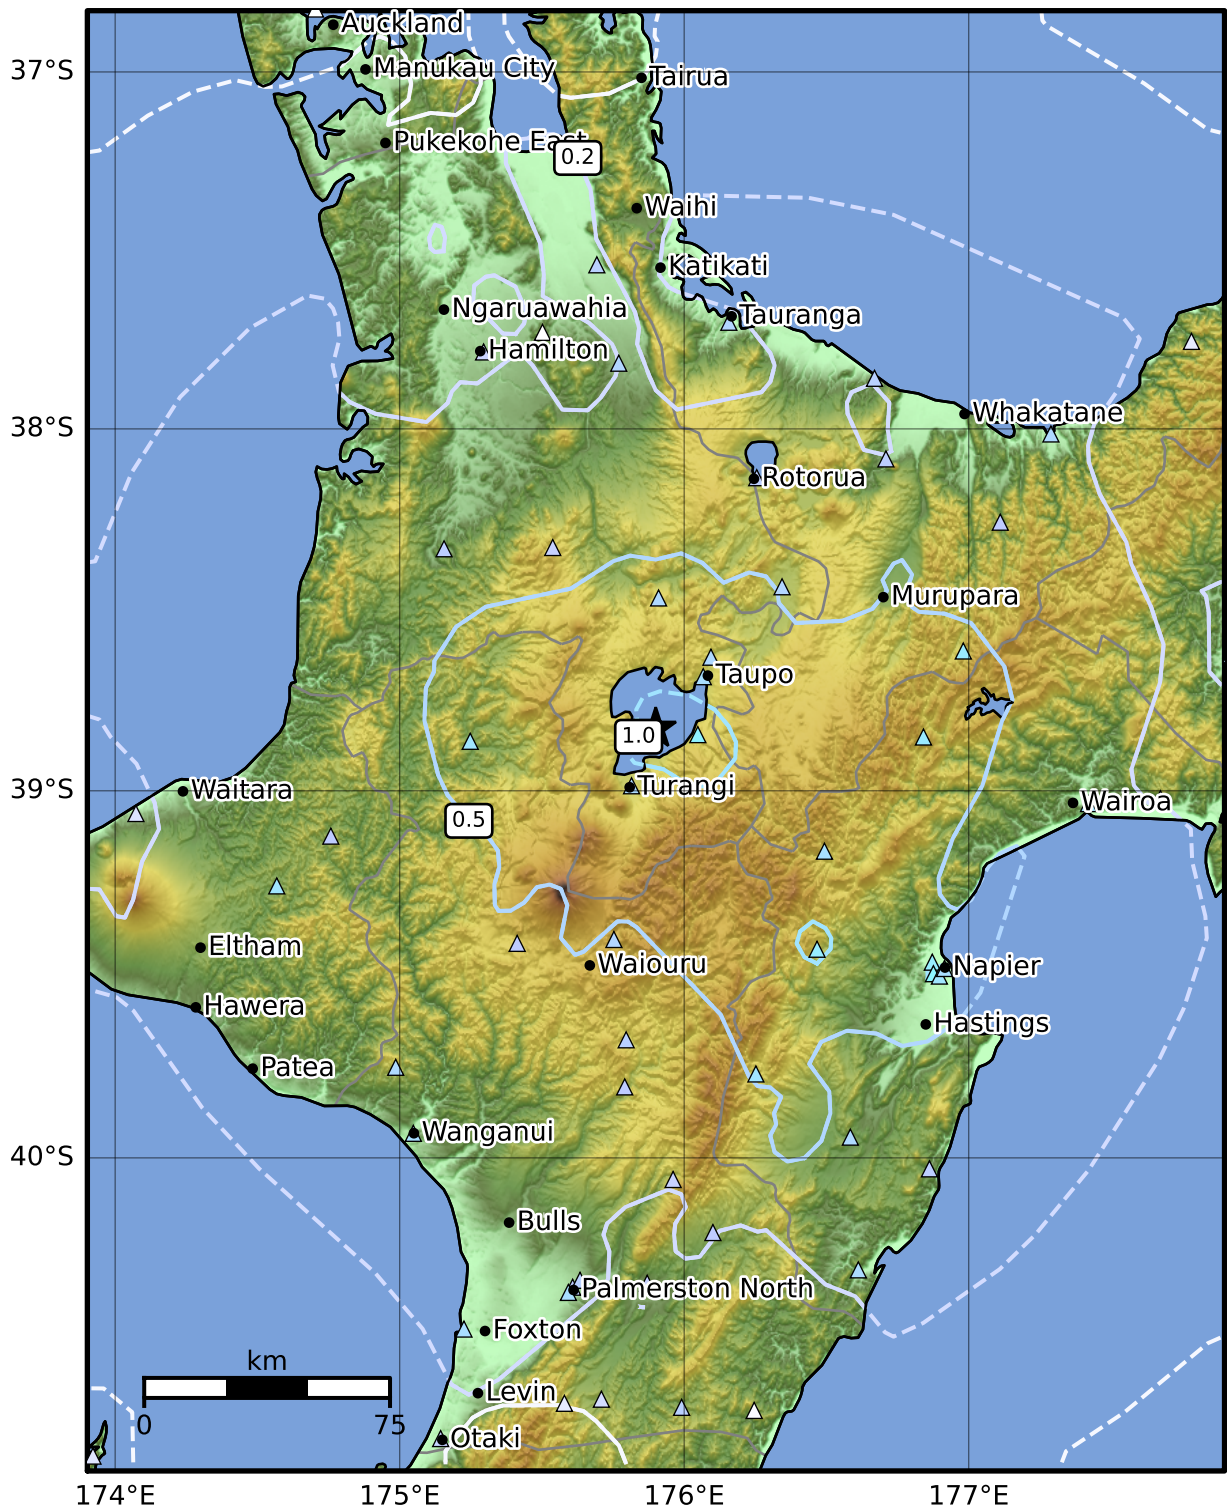 Auckland
37°S
Manukau City
Tairua
Pukekohe East
0.2
Waihi
Katikati
Ngaruawahia
Tauranga
Hamilton
Whakatane
38°S
Rotorua
Murupara
Taupo
1.0
Turangi
39°S
Waitara
Wairoa
0.5
Eltham
Waiouru
Napier
Hawera
Hastings
Patea
Wanganui
40°S
Bulls
Palmerston North
Foxton
km
Levin
0
75
Otaki
174°E
175°E
176°E
177°E